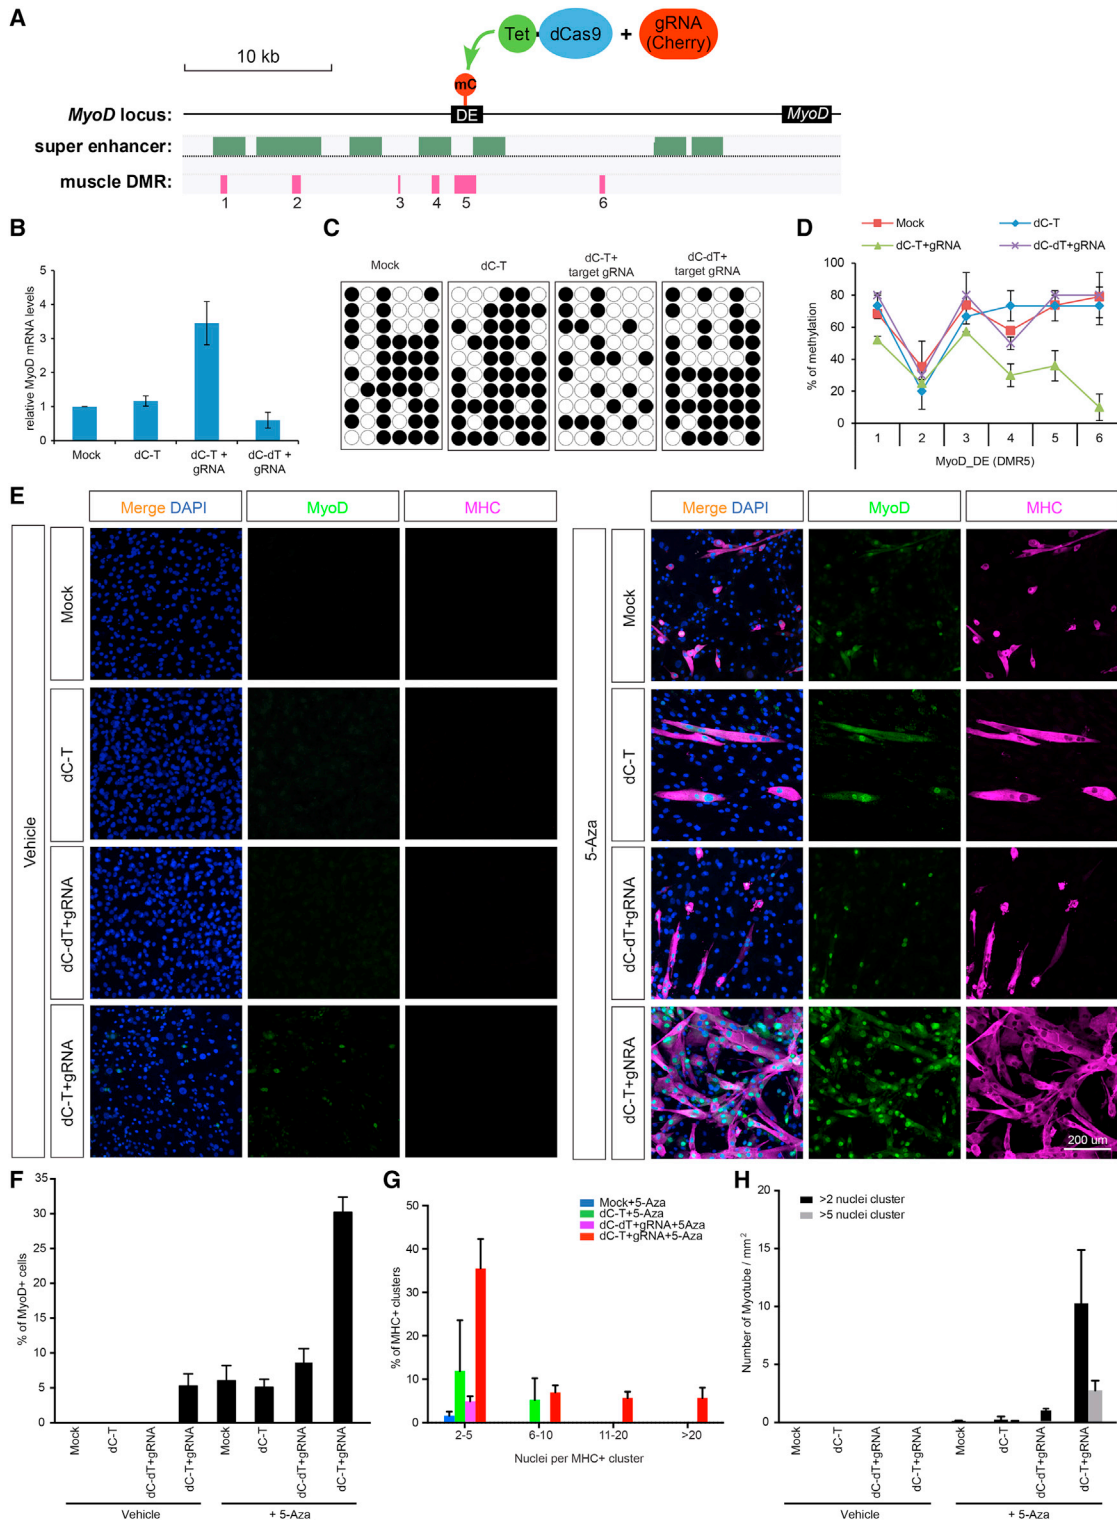 A
Tet dCas9 + gRNA (Cherry)
10 kb
mC
MyoD locus: DE MyoD
super enhancer:
muscle DMR:
1 2 3 4 5 6
B
relative MyoD mRNA levels
5
4
3
2
1
0
Mock dC-T dC-T + gRNA dC-dT + gRNA
C
Mock dC-T dC-T+ target gRNA dC-dT+ target gRNA
D
Mock dC-T
dC-T+gRNA dC-dT+gRNA
% of methylation
100
80
60
40
20
0
1 2 3 4 5 6
MyoD_DE (DMR5)
E
Merge DAPI MyoD MHC
Vehicle
Mock
dC-T
dC-dT+gRNA
dC-T+gRNA
Merge DAPI MyoD MHC
5-Aza
Mock
dC-T
dC-dT+gRNA
dC-T+gNRA
200 um
F
% of MyoD+ cells
35
30
25
20
15
10
5
0
Mock dC-T dC-dT+gRNA dC-T+gRNA Mock dC-T dC-dT+gRNA dC-T+gRNA
Vehicle + 5-Aza
G
Mock+5-Aza
dC-T+5-Aza
dC-dT+gRNA+5Aza
dC-T+gRNA+5-Aza
% of MHC+ clusters
50
40
30
20
10
0
2-5 6-10 11-20 >20
Nuclei per MHC+ cluster
H
>2 nuclei cluster
>5 nuclei cluster
Number of Myotube / mm²
20
15
10
5
0
Mock dC-T dC-dT+gRNA dC-T+gRNA Mock dC-T dC-dT+gRNA dC-T+gRNA
Vehicle + 5-Aza